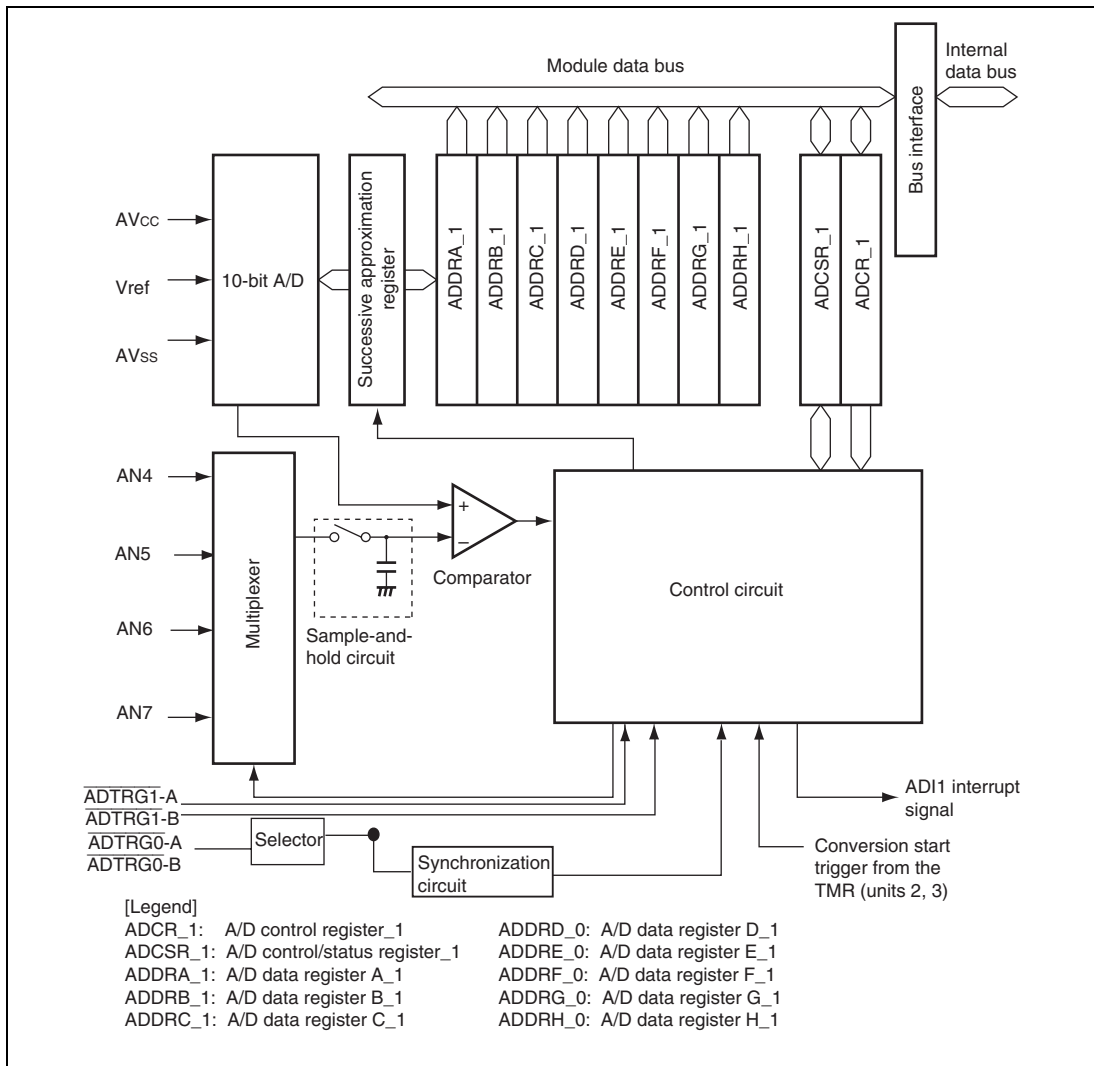 Module data bus
Internal
data bus
Bus interface
AVCC
Vref
AVSS
10-bit A/D
Successive approximation
register
ADDRA_1
ADDRB_1
ADDRC_1
ADDRD_1
ADDRE_1
ADDRF_1
ADDRG_1
ADDRH_1
ADCSR_1
ADCR_1
AN4
AN5
AN6
AN7
Multiplexer
+
−
Comparator
Sample-and-
hold circuit
Control circuit
ADTRG1-A
ADTRG1-B
ADTRG0-A
ADTRG0-B
Selector
Synchronization
circuit
ADI1 interrupt
signal
Conversion start
trigger from the
TMR (units 2, 3)
[Legend]
ADCR_1: A/D control register_1
ADCSR_1: A/D control/status register_1
ADDRA_1: A/D data register A_1
ADDRB_1: A/D data register B_1
ADDRC_1: A/D data register C_1
ADDRD_0: A/D data register D_1
ADDRE_0: A/D data register E_1
ADDRF_0: A/D data register F_1
ADDRG_0: A/D data register G_1
ADDRH_0: A/D data register H_1